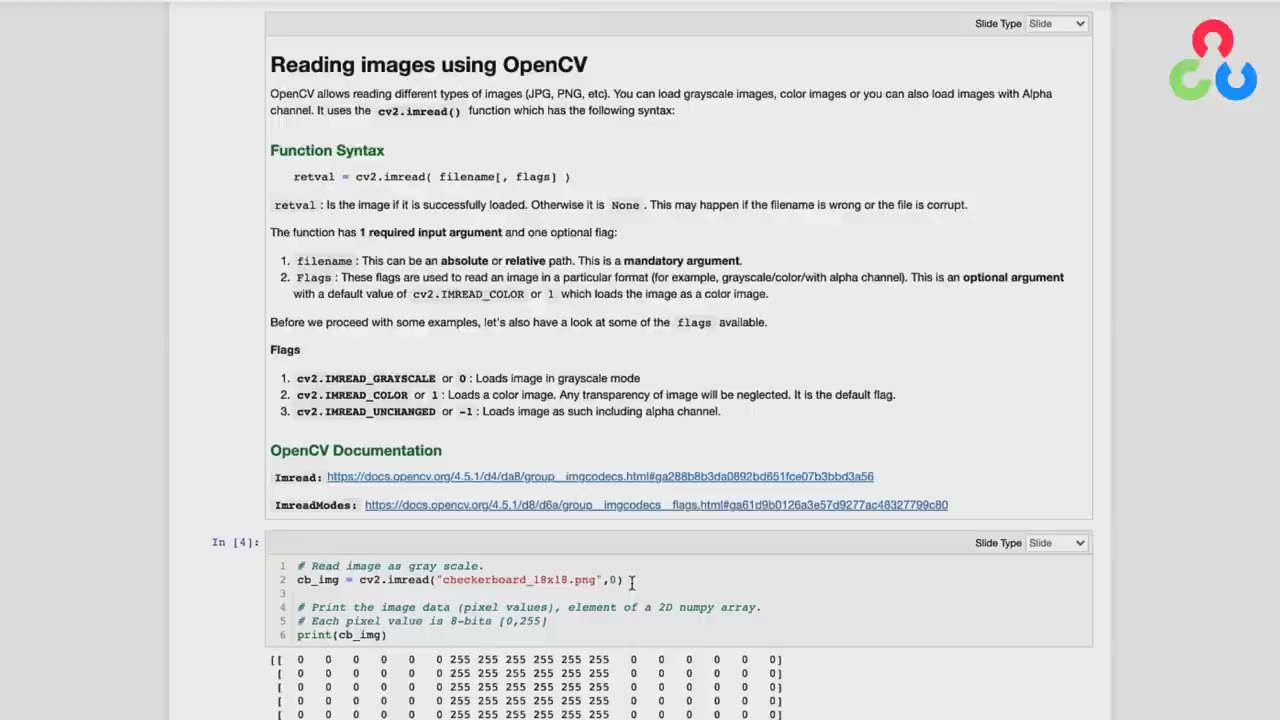 Slide Type Slide
Reading images using OpenCV
OpenCV allows reading different types of images (JPG, PNG, etc). You can load grayscale images, color images or you can also load images with Alpha
channel. It uses the cv2.imread() function which has the following syntax:
Function Syntax
retval = cv2.imread( filename[, flags] )
retval : Is the image if it is successfully loaded. Otherwise it is None . This may happen if the filename is wrong or the file is corrupt.
The function has 1 required input argument and one optional flag:
1. filename : This can be an absolute or relative path. This is a mandatory argument.
2. Flags : These flags are used to read an image in a particular format (for example, grayscale/color/with alpha channel). This is an optional argument
with a default value of cv2.IMREAD_COLOR or 1 which loads the image as a color image.
Before we proceed with some examples, let's also have a look at some of the flags available.
Flags
1. cv2.IMREAD_GRAYSCALE or 0 : Loads image in grayscale mode
2. cv2.IMREAD_COLOR or 1 : Loads a color image. Any transparency of image will be neglected. It is the default flag.
3. cv2.IMREAD_UNCHANGED or -1 : Loads image as such including alpha channel.
OpenCV Documentation
Imread: https://docs.opencv.org/4.5.1/d4/da8/group__imgcodecs.html#ga288b8b3da0892bd651fce07b3bbd3a56
ImreadModes: https://docs.opencv.org/4.5.1/d8/d6a/group__imgcodecs__flags.html#ga61d9b0126a3e57d9277ac48327799c80
In [4]: Slide Type Slide
1 # Read image as gray scale.
2 cb_img = cv2.imread("checkerboard_18x18.png",0)
3
4 # Print the image data (pixel values), element of a 2D numpy array.
5 # Each pixel value is 8-bits [0,255]
6 print(cb_img)
[[ 0 0 0 0 0 0 255 255 255 255 255 255 0 0 0 0 0 0]
[ 0 0 0 0 0 0 255 255 255 255 255 255 0 0 0 0 0 0]
[ 0 0 0 0 0 0 255 255 255 255 255 255 0 0 0 0 0 0]
[ 0 0 0 0 0 0 255 255 255 255 255 255 0 0 0 0 0 0]
[ 0 0 0 0 0 0 255 255 255 255 255 255 0 0 0 0 0 0]